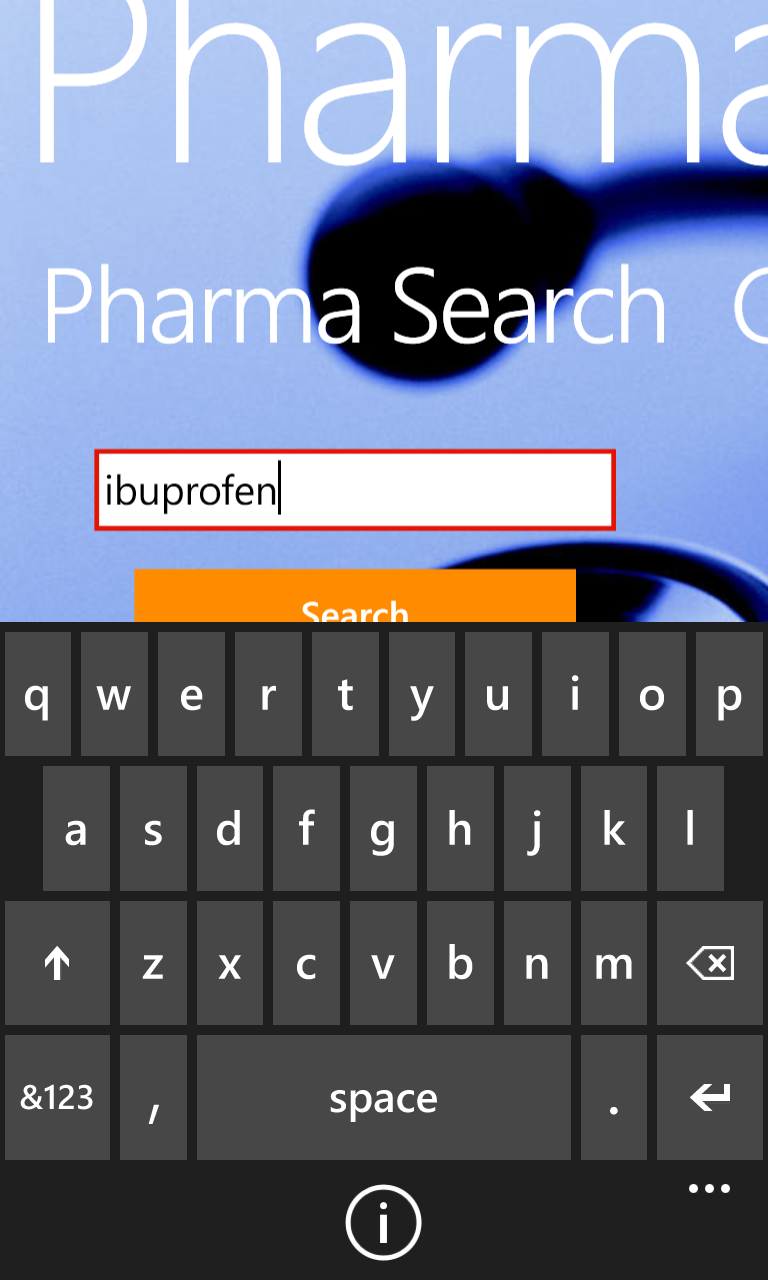 Pharma
Pharma Search
ibuprofen
Search
q w e r t y u i o p
a s d f g h j k l
z x c v b n m
&123 , space .
i